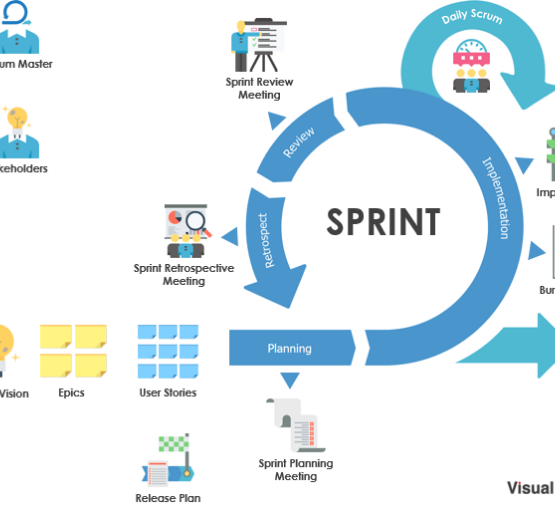 Daily Scrum
um Master
Sprint Review
Meeting
Review
keholders
Implementation
SPRINT
Imp
Retrospect
Sprint Retrospective
Meeting
Bur
Planning
Vision
Epics
User Stories
Sprint Planning
Meeting
Release Plan
Visual